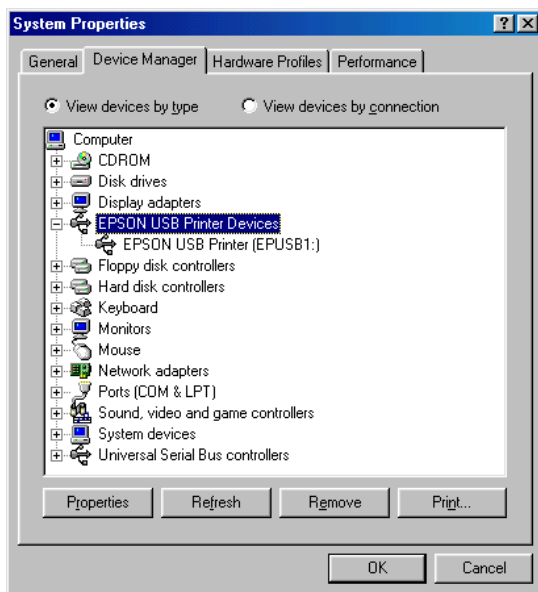 System Properties
General Device Manager Hardware Profiles Performance
View devices by type View devices by connection
Computer
CDROM
Disk drives
Display adapters
EPSON USB Printer Devices
EPSON USB Printer (EPUSB1:)
Floppy disk controllers
Hard disk controllers
Keyboard
Monitors
Mouse
Network adapters
Ports (COM & LPT)
Sound, video and game controllers
System devices
Universal Serial Bus controllers
Properties Refresh Remove Print...
OK Cancel